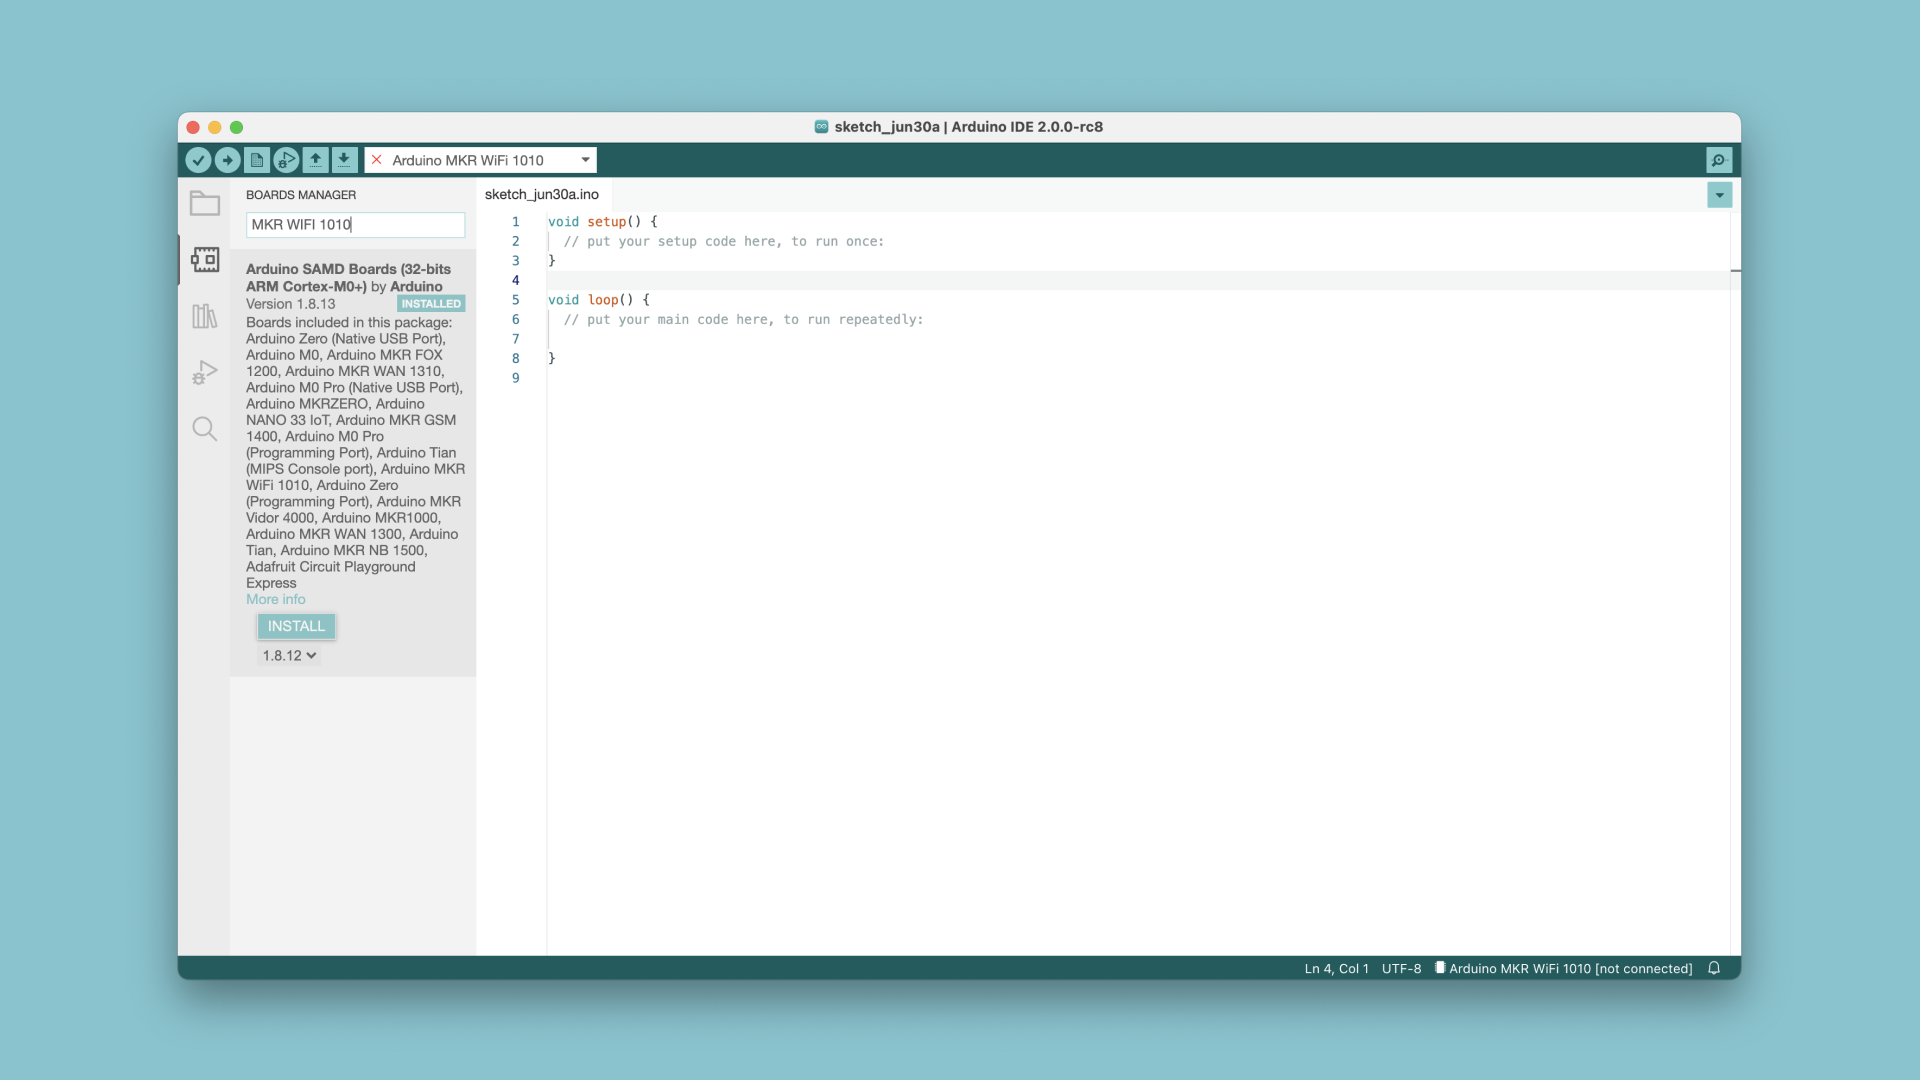 sketch_jun30a | Arduino IDE 2.0.0-rc8
Arduino MKR WiFi 1010
BOARDS MANAGER
MKR WIFI 1010
Arduino SAMD Boards (32-bits
ARM Cortex-M0+) by Arduino
Version 1.8.13 INSTALLED
Boards included in this package:
Arduino Zero (Native USB Port),
Arduino M0, Arduino MKR FOX
1200, Arduino MKR WAN 1310,
Arduino M0 Pro (Native USB Port),
Arduino MKRZERO, Arduino
NANO 33 IoT, Arduino MKR GSM
1400, Arduino M0 Pro
(Programming Port), Arduino Tian
(MIPS Console port), Arduino MKR
WiFi 1010, Arduino Zero
(Programming Port), Arduino MKR
Vidor 4000, Arduino MKR1000,
Arduino MKR WAN 1300, Arduino
Tian, Arduino MKR NB 1500,
Adafruit Circuit Playground
Express
More info
INSTALL
1.8.12
sketch_jun30a.ino
1 void setup() {
2 // put your setup code here, to run once:
3 }
4
5 void loop() {
6 // put your main code here, to run repeatedly:
7
8 }
9
Ln 4, Col 1 UTF-8 Arduino MKR WiFi 1010 [not connected]